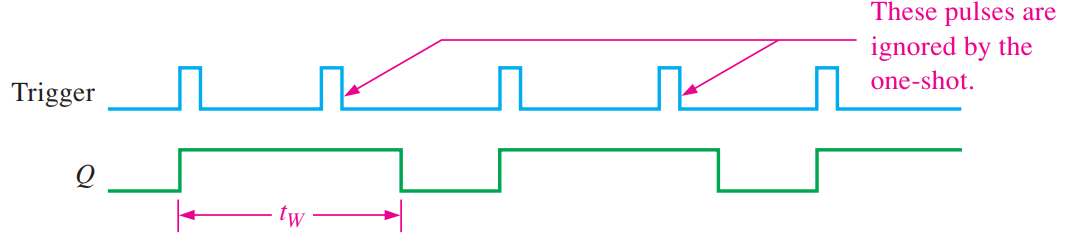 These pulses are
ignored by the
one-shot.
Trigger
Q
tW